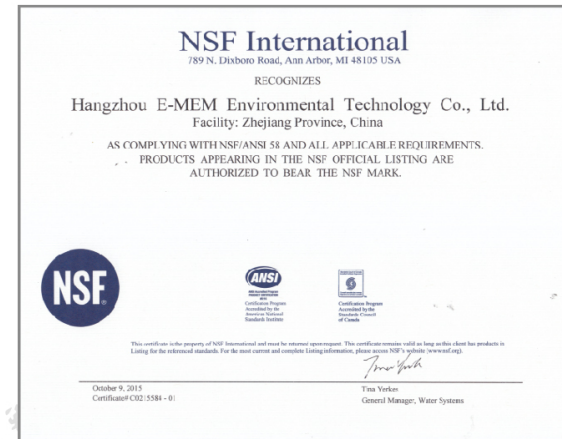 NSF International
789 N. Dixboro Road, Ann Arbor, MI 48105 USA
RECOGNIZES
Hangzhou E-MEM Environmental Technology Co., Ltd.
Facility: Zhejiang Province, China
AS COMPLYING WITH NSF/ANSI 58 AND ALL APPLICABLE REQUIREMENTS.
PRODUCTS APPEARING IN THE NSF OFFICIAL LISTING ARE
AUTHORIZED TO BEAR THE NSF MARK.
NSF
ANSI
Certification Program
Accredited by the
American National
Standards Institute
Certification Program
Accredited by the
Standards Council
of Canada
This certificate is the property of NSF International and must be returned upon request. This certificate remains valid as long as this client has products in
Listing for the referenced standards. For the most current and complete Listing information, please access NSF's website (www.nsf.org).
October 9, 2015
Certificate# C0215584 - 01
Tina Yerkes
General Manager, Water Systems